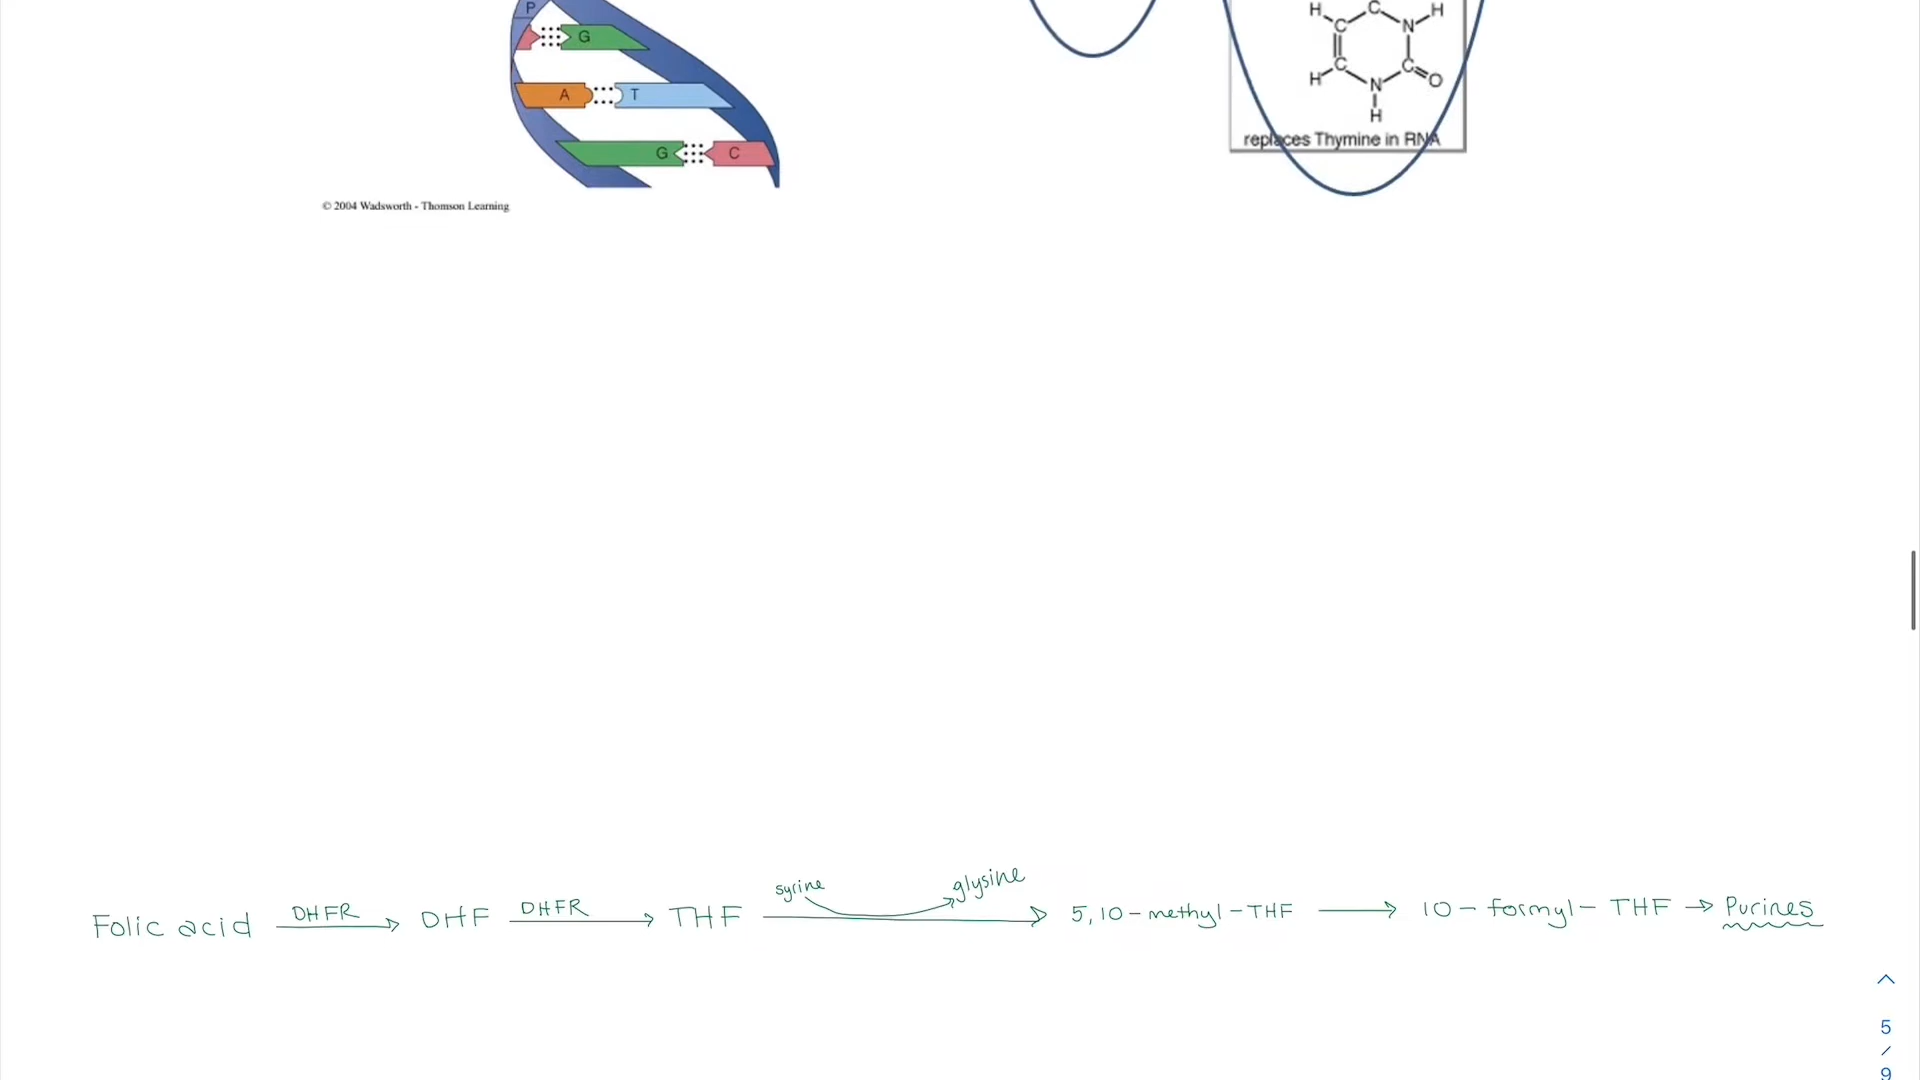 P
G
A T
G C
© 2004 Wadsworth - Thomson Learning
H C N H
C
C C O
H N
H
replaces Thymine in RNA
syrine glysine
Folic acid DHFR DHF DHFR THF 5,10-methyl-THF 10-formyl-THF Purines
5
/
9